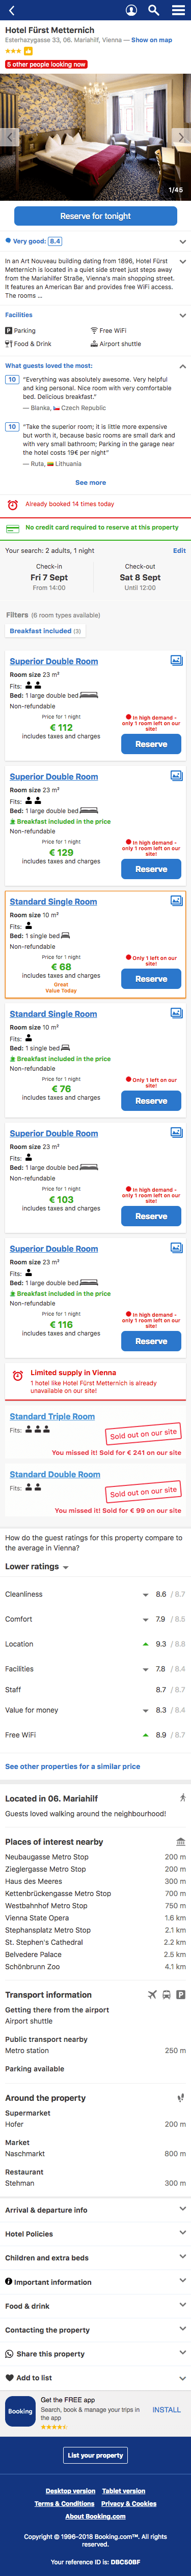 Hotel Fürst Metternich
Esterhazygasse 33, 06. Mariahilf, Vienna — Show on map
5 other people looking now
1/45
Reserve for tonight
Very good: 8.4
In an Art Nouveau building dating from 1896, Hotel Fürst
Metternich is located in a quiet side street just steps away
from the Mariahilfer Straße, Vienna's main shopping street.
It features an American Bar and provides free WiFi access.
The rooms ...
Facilities
Parking
Free WiFi
Food & Drink
Airport shuttle
What guests loved the most:
10 "Everything was absolutely awesome. Very helpful
and king personal. Nice room with very comfortable
bed. Delicious breakfast."
— Blanka, Czech Republic
10 "Take the superior room; it is little more expensive
but worth it, because basic rooms are small dark and
with very small bathroom; Parking in the garage near
the hotel costs 19€ per night"
— Ruta, Lithuania
See more
Already booked 14 times today
No credit card required to reserve at this property
Your search: 2 adults, 1 night
Edit
Check-in
Check-out
Fri 7 Sept
Sat 8 Sept
From 14:00
Until 12:00
Filters (6 room types available)
Breakfast included (3)
Superior Double Room
Room size 23 m²
Fits:
Bed: 1 large double bed
Non-refundable
Price for 1 night
€ 112
includes taxes and charges
In high demand -
only 1 room left on our
site!
Reserve
Superior Double Room
Room size 23 m²
Fits:
Bed: 1 large double bed
Breakfast included in the price
Non-refundable
Price for 1 night
€ 129
includes taxes and charges
In high demand -
only 1 room left on our
site!
Reserve
Standard Single Room
Room size 10 m²
Fits:
Bed: 1 single bed
Non-refundable
Price for 1 night
€ 68
includes taxes and charges
Great
Value Today
Only 1 left on our
site!
Reserve
Standard Single Room
Room size 10 m²
Fits:
Bed: 1 single bed
Breakfast included in the price
Non-refundable
Price for 1 night
€ 76
includes taxes and charges
Only 1 left on our
site!
Reserve
Superior Double Room
Room size 23 m²
Fits:
Bed: 1 large double bed
Non-refundable
Price for 1 night
€ 103
includes taxes and charges
In high demand -
only 1 room left on our
site!
Reserve
Superior Double Room
Room size 23 m²
Fits:
Bed: 1 large double bed
Breakfast included in the price
Non-refundable
Price for 1 night
€ 116
includes taxes and charges
In high demand -
only 1 room left on our
site!
Reserve
Limited supply in Vienna
1 hotel like Hotel Fürst Metternich is already
unavailable on our site!
Standard Triple Room
Fits:
Sold out on our site
You missed it! Sold for € 241 on our site
Standard Double Room
Fits:
Sold out on our site
You missed it! Sold for € 99 on our site
How do the guest ratings for this property compare to
the average in Vienna?
Lower ratings
Cleanliness 8.6 / 8.7
Comfort 7.9 / 8.5
Location 9.3 / 8.8
Facilities 7.8 / 8.4
Staff 8.7 / 8.7
Value for money 8.3 / 8.4
Free WiFi 8.9 / 8.7
See other properties for a similar price
Located in 06. Mariahilf
Guests loved walking around the neighbourhood!
Places of interest nearby
Neubaugasse Metro Stop 200 m
Zieglergasse Metro Stop 200 m
Haus des Meeres 300 m
Kettenbrückengasse Metro Stop 700 m
Westbahnhof Metro Stop 750 m
Vienna State Opera 1.6 km
Stephansplatz Metro Stop 2.1 km
St. Stephen's Cathedral 2.2 km
Belvedere Palace 2.5 km
Schönbrunn Zoo 4.1 km
Transport information
Getting there from the airport
Airport shuttle
Public transport nearby
Metro station 250 m
Parking available
Around the property
Supermarket
Hofer 200 m
Market
Naschmarkt 800 m
Restaurant
Stehman 300 m
Arrival & departure info
Hotel Policies
Children and extra beds
Important information
Food & drink
Contacting the property
Share this property
Add to list
Booking
Get the FREE app
Search, book & manage your trips in
the app
INSTALL
List your property
Desktop version Tablet version
Terms & Conditions Privacy & Cookies
About Booking.com
Copyright © 1996-2018 Booking.com™. All rights
reserved.
Your reference ID is: DBC50BF